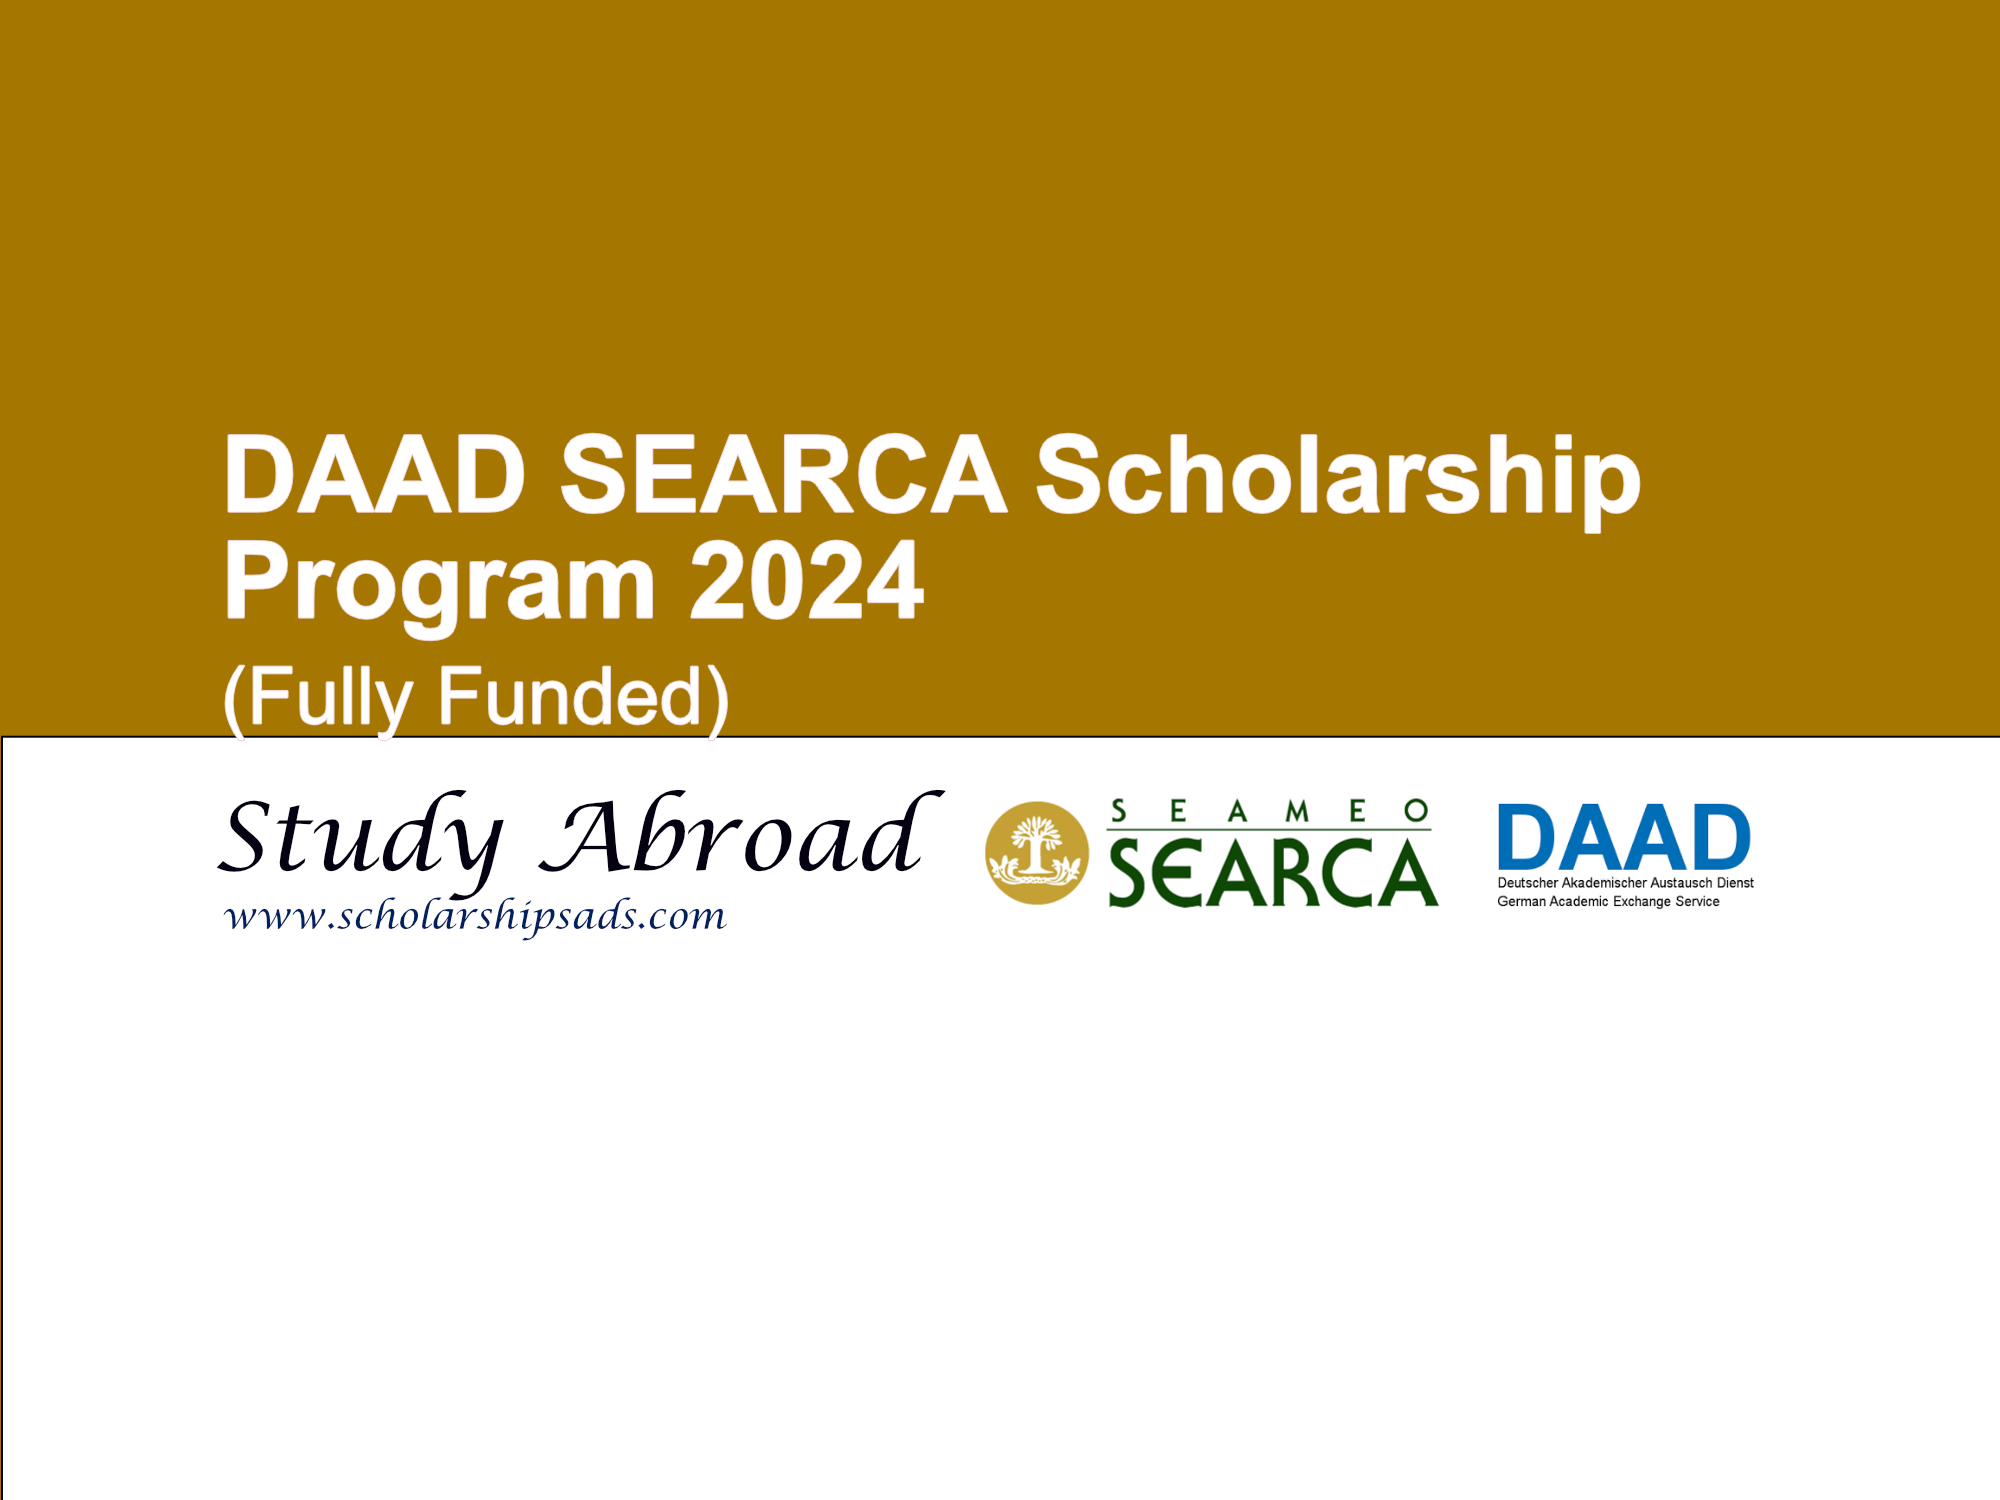 DAAD SEARCA Scholarship
Program 2024
(Fully Funded)
Study Abroad
www.scholarshipsads.com
SEAMEO
SEARCA
DAAD
Deutscher Akademischer Austausch Dienst
German Academic Exchange Service